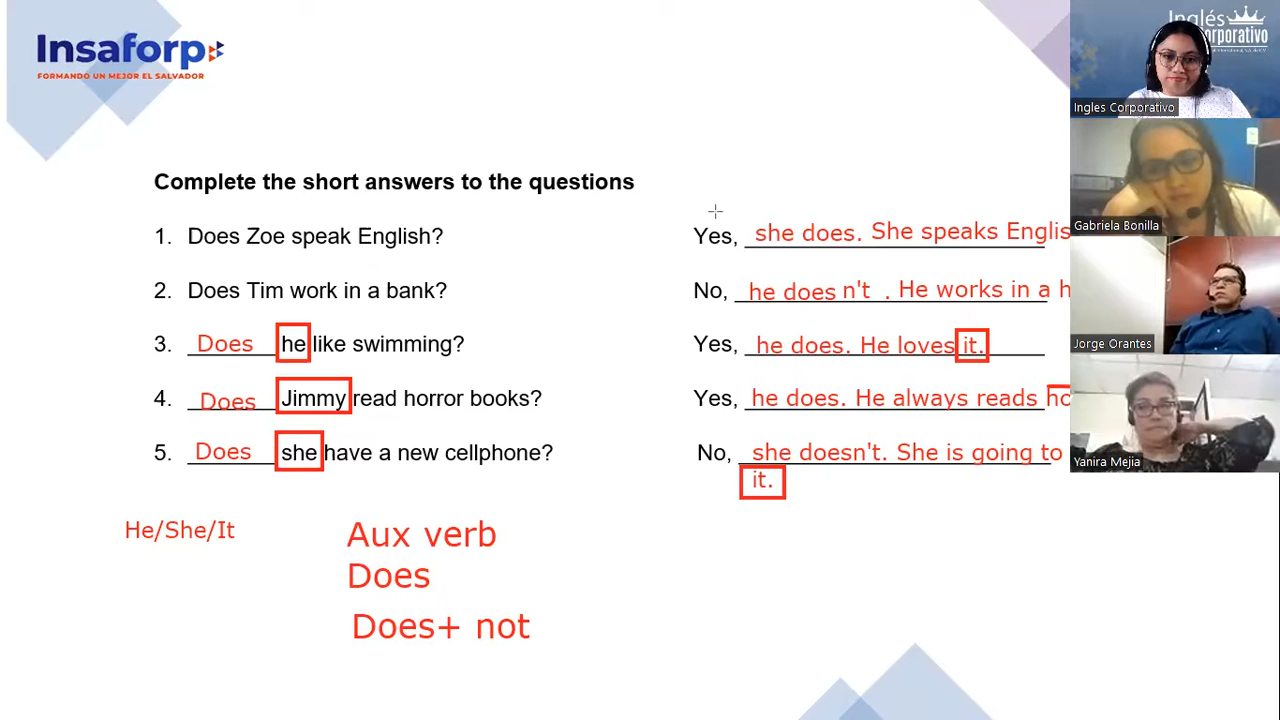 Insaforp
FORMANDO UN MEJOR EL SALVADOR
Inglés
Corporativo
Ingles Corporativo
Gabriela Bonilla
Jorge Orantes
Yanira Mejia
Complete the short answers to the questions
1. Does Zoe speak English? Yes, she does. She speaks Englis
2. Does Tim work in a bank? No, he does n't . He works in a h
3. Does he like swimming? Yes, he does. He loves it.
4. Does Jimmy read horror books? Yes, he does. He always reads ho
5. Does she have a new cellphone? No, she doesn't. She is going to
it.
He/She/It
Aux verb
Does
Does+ not